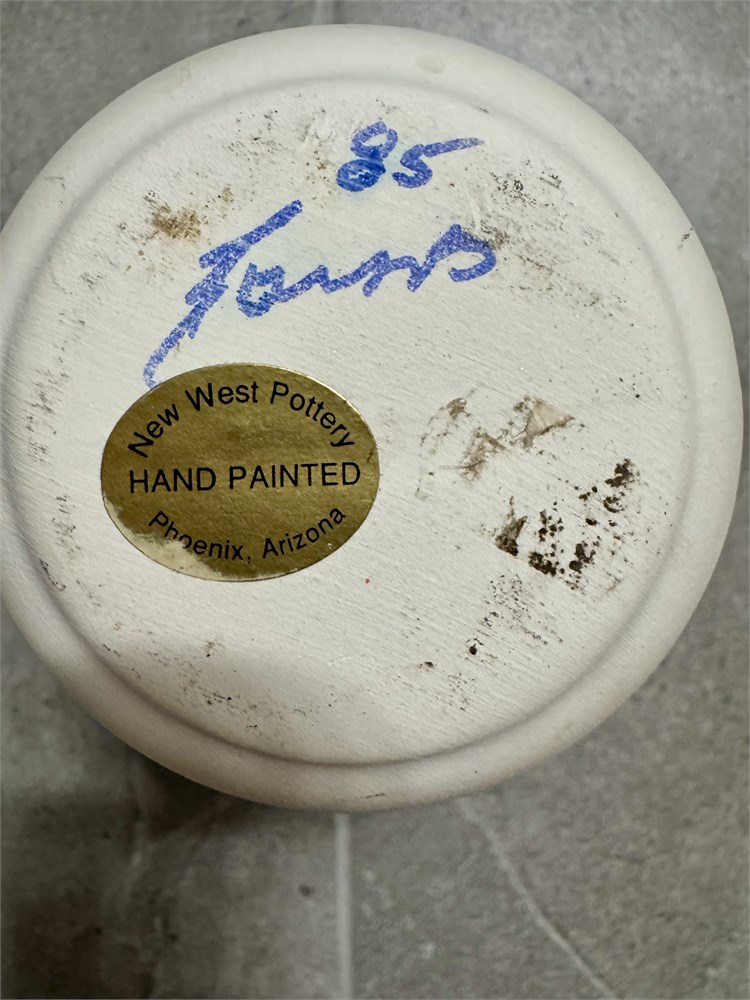 85
New West Pottery
HAND PAINTED
Phoenix, Arizona